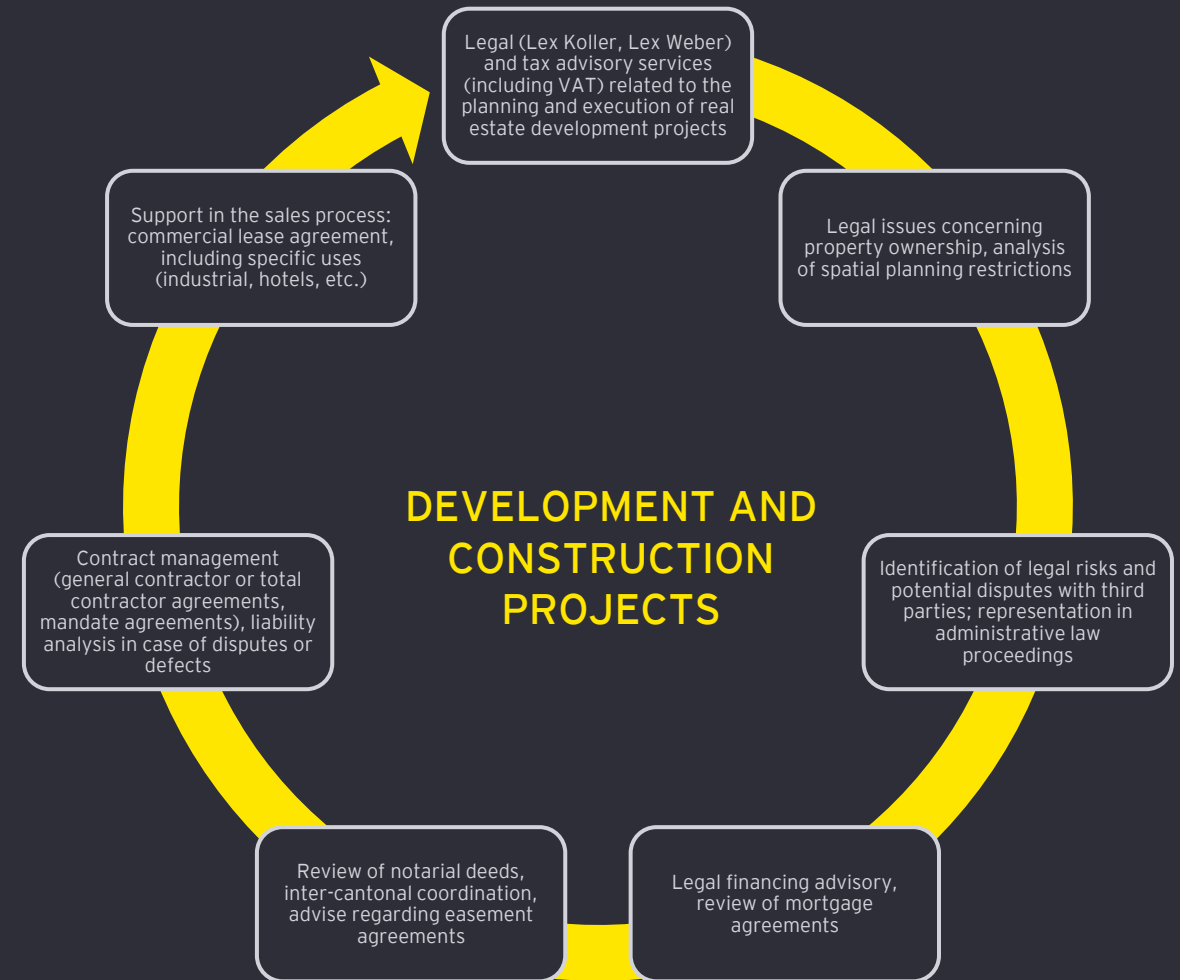 Legal (Lex Koller, Lex Weber)
and tax advisory services
(including VAT) related to the
planning and execution of real
estate development projects
Legal issues concerning
property ownership, analysis
of spatial planning restrictions
Identification of legal risks and
potential disputes with third
parties; representation in
administrative law
proceedings
Legal financing advisory,
review of mortgage
agreements
Review of notarial deeds,
inter-cantonal coordination,
advise regarding easement
agreements
Contract management
(general contractor or total
contractor agreements,
mandate agreements), liability
analysis in case of disputes or
defects
Support in the sales process:
commercial lease agreement,
including specific uses
(industrial, hotels, etc.)
DEVELOPMENT AND
CONSTRUCTION
PROJECTS